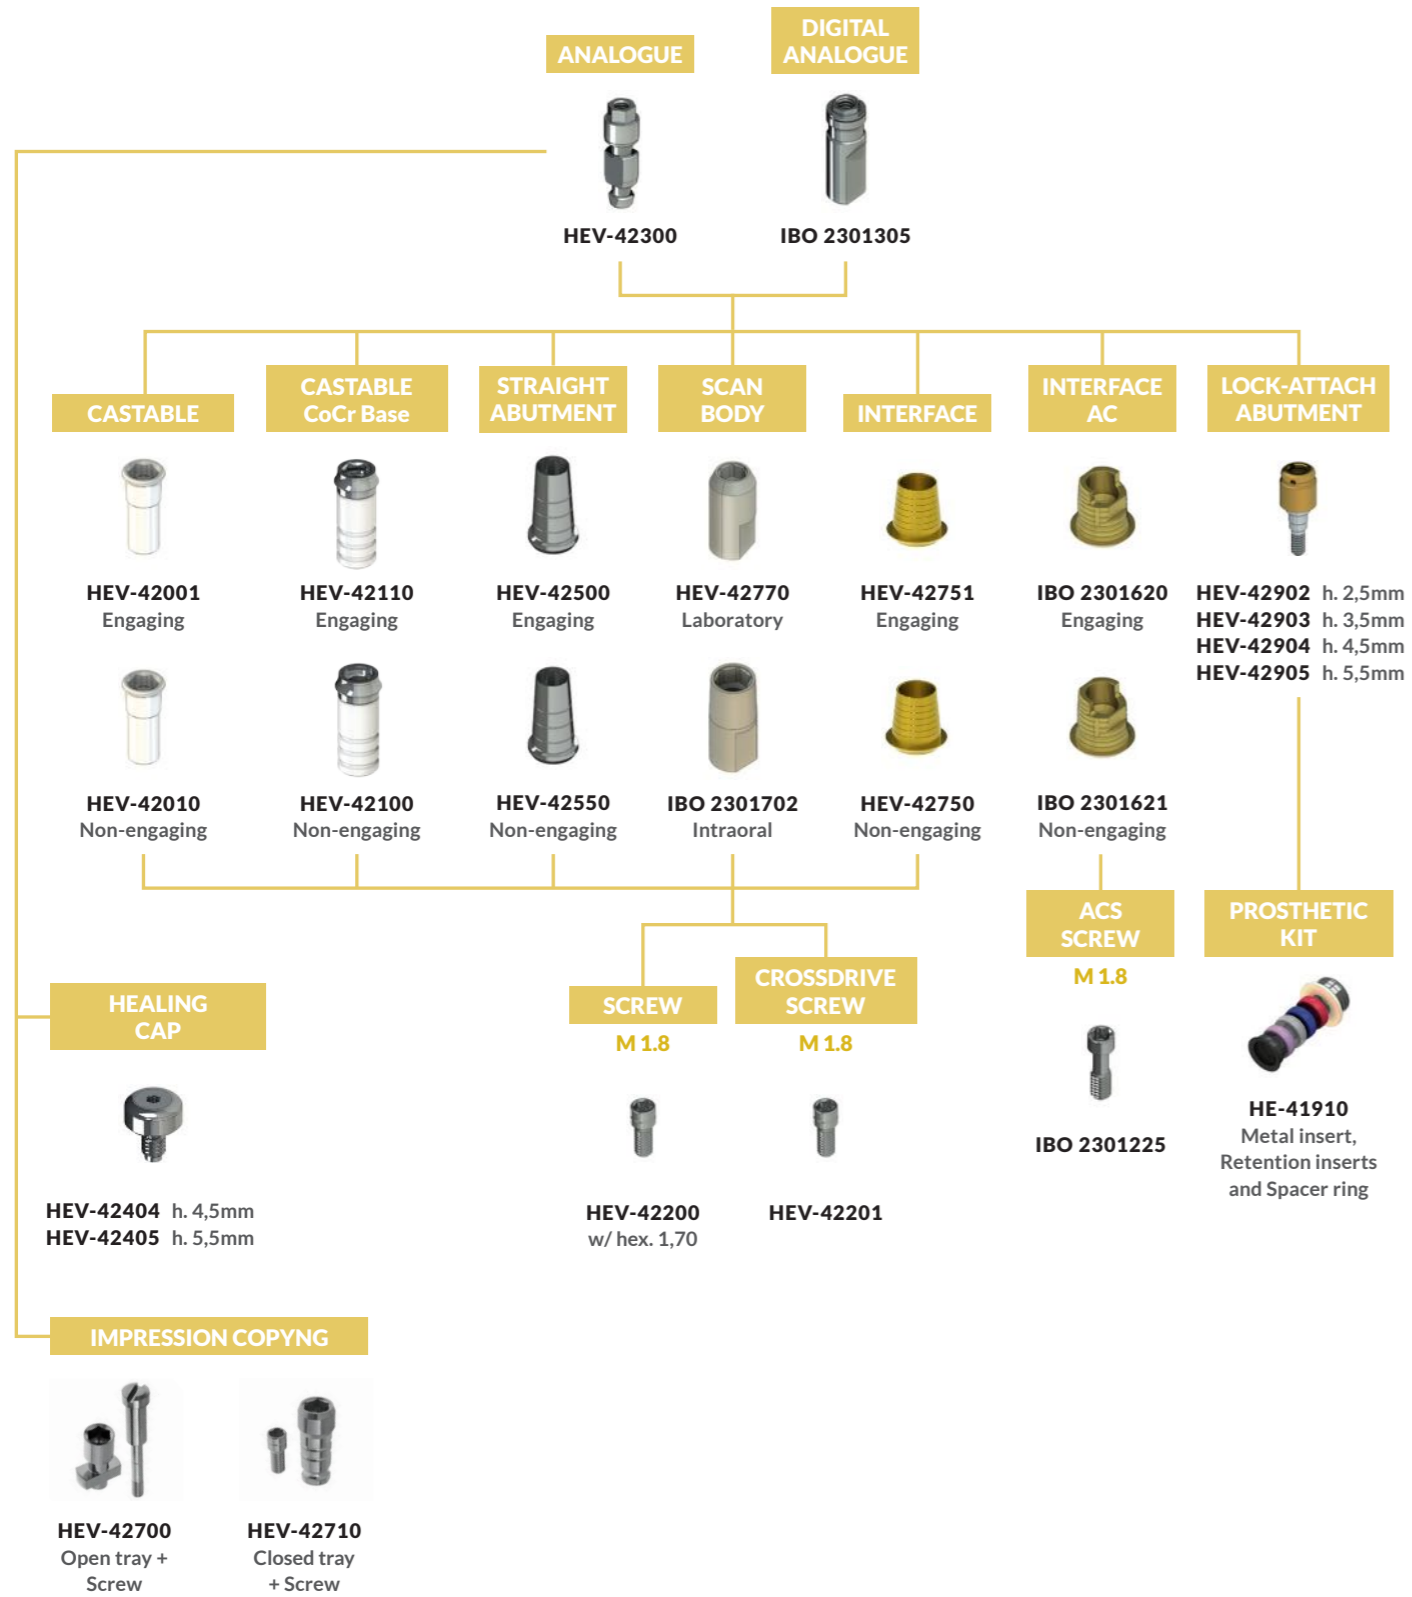 ANALOGUE
DIGITAL
ANALOGUE
HEV-42300
IBO 2301305
CASTABLE
CASTABLE
CoCr Base
STRAIGHT
ABUTMENT
SCAN
BODY
INTERFACE
INTERFACE
AC
LOCK-ATTACH
ABUTMENT
HEV-42001
Engaging
HEV-42110
Engaging
HEV-42500
Engaging
HEV-42770
Laboratory
HEV-42751
Engaging
IBO 2301620
Engaging
HEV-42902 h. 2,5mm
HEV-42903 h. 3,5mm
HEV-42904 h. 4,5mm
HEV-42905 h. 5,5mm
HEV-42010
Non-engaging
HEV-42100
Non-engaging
HEV-42550
Non-engaging
IBO 2301702
Intraoral
HEV-42750
Non-engaging
IBO 2301621
Non-engaging
HEALING
CAP
SCREW
M 1.8
CROSSDRIVE
SCREW
M 1.8
ACS
SCREW
M 1.8
PROSTHETIC
KIT
HEV-42404 h. 4,5mm
HEV-42405 h. 5,5mm
HEV-42200
w/ hex. 1,70
HEV-42201
IBO 2301225
HE-41910
Metal insert,
Retention inserts
and Spacer ring
IMPRESSION COPYNG
HEV-42700
Open tray +
Screw
HEV-42710
Closed tray
+ Screw